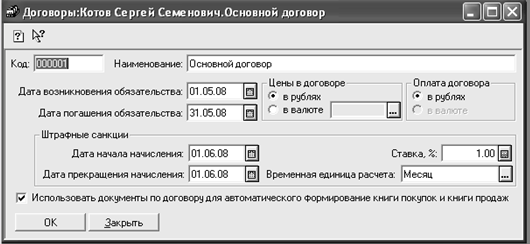 Договоры:Котов Сергей Семенович.Основной договор
Код: 000001 Наименование: Основной договор
Дата возникновения обязательства: 01.05.08
Дата погашения обязательства: 31.05.08
Цены в договоре
в рублях
в валюте ...
Оплата договора
в рублях
в валюте
Штрафные санкции
Дата начала начисления: 01.06.08 Ставка, %: 1.00
Дата прекращения начисления: 01.06.08 Временная единица расчета: Месяц ...
Использовать документы по договору для автоматического формирование книги покупок и книги продаж
OK Закрыть